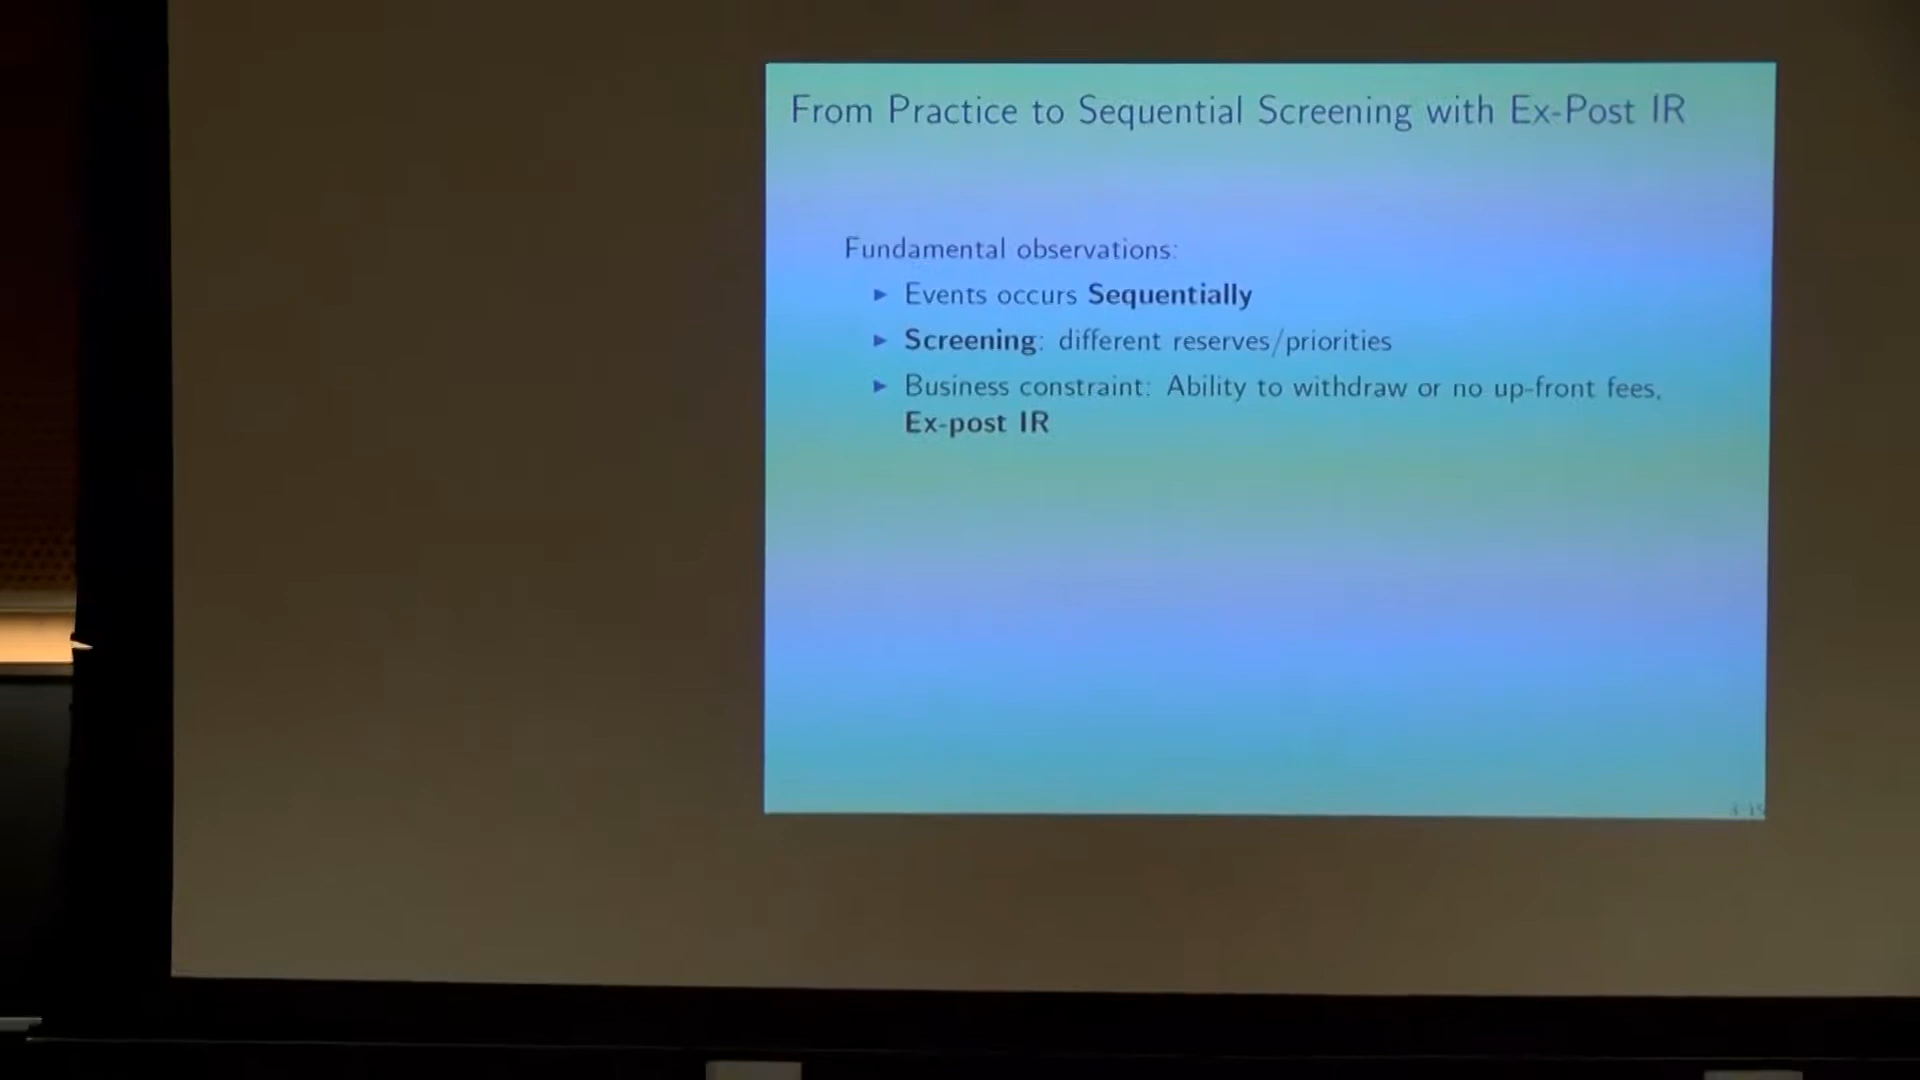 From Practice to Sequential Screening with Ex-Post IR
Fundamental observations:
► Events occurs Sequentially
► Screening: different reserves/priorities
► Business constraint: Ability to withdraw or no up-front fees,
Ex-post IR